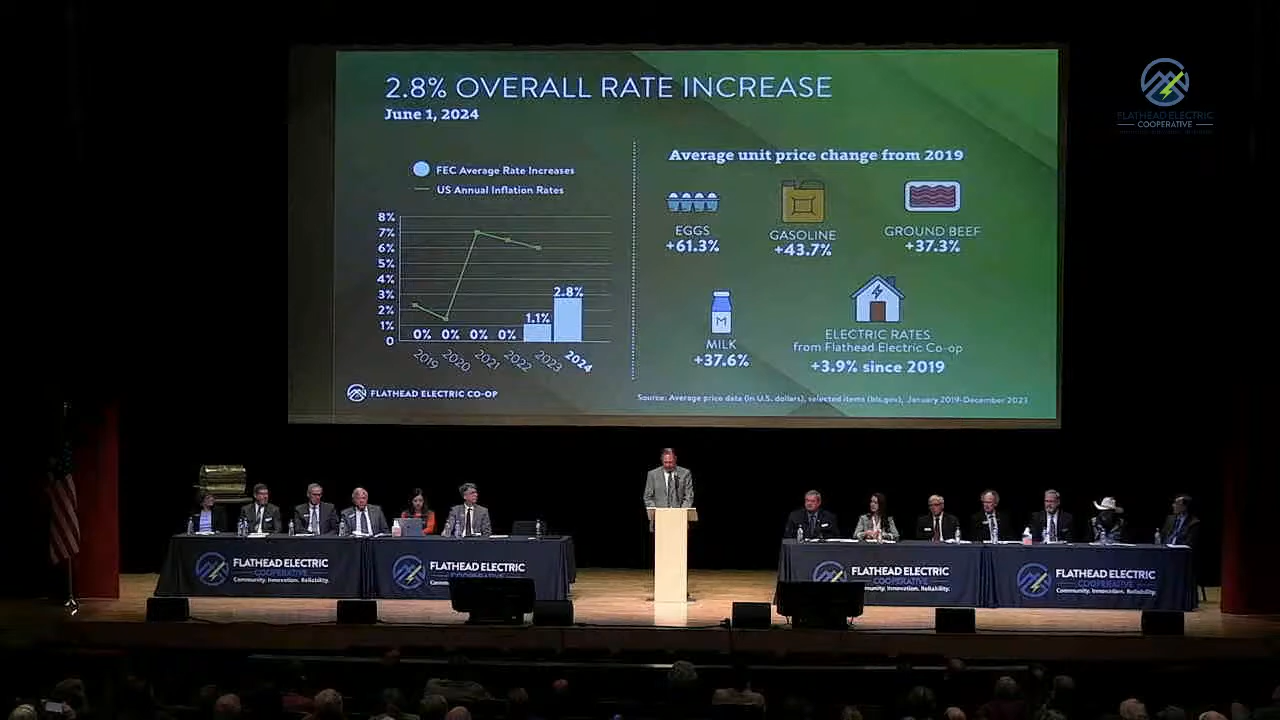 2.8% OVERALL RATE INCREASE
June 1, 2024
FEC Average Rate Increases
US Annual Inflation Rates
8%
7%
6%
5%
4%
3%
2%
1%
0
0%
0%
0%
0%
1.1%
2.8%
2019
2020
2021
2022
2023
2024
FLATHEAD ELECTRIC CO-OP
Average unit price change from 2019
EGGS
+61.3%
GASOLINE
+43.7%
GROUND BEEF
+37.3%
M
MILK
+37.6%
ELECTRIC RATES
from Flathead Electric Co-op
+3.9% since 2019
Source: Average price data (in U.S. dollars), selected items (bls.gov), January 2019-December 2023
FLATHEAD ELECTRIC
COOPERATIVE
FLATHEAD ELECTRIC
COOPERATIVE
Community. Innovation. Reliability.
FLATHEAD ELECTRIC
COOPERATIVE
FLATHEAD ELECTRIC
COOPERATIVE
Community. Innovation. Reliability.
FLATHEAD ELECTRIC
COOPERATIVE
Community. Innovation. Reliability.